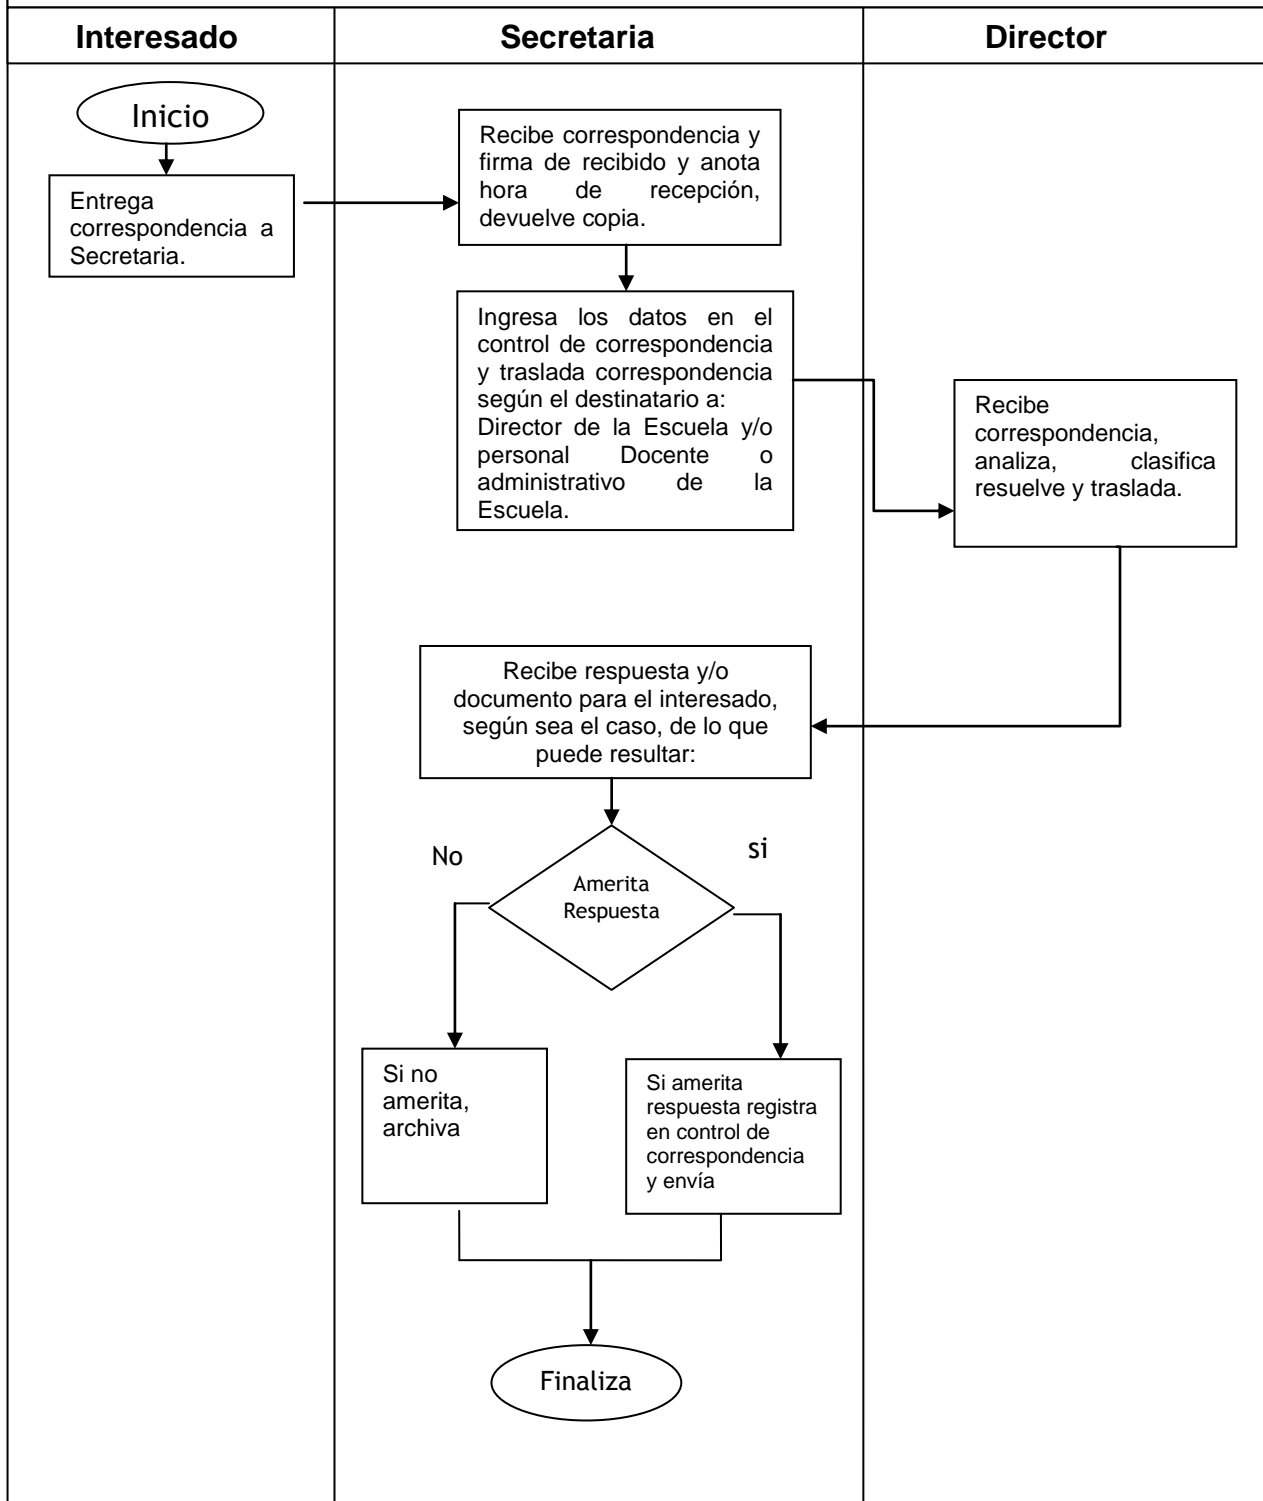 Interesado
Secretaria
Director
Inicio
Entrega
correspondencia a
Secretaria.
Recibe correspondencia y
firma de recibido y anota
hora de recepción,
devuelve copia.
Ingresa los datos en el
control de correspondencia
y traslada correspondencia
según el destinatario a:
Director de la Escuela y/o
personal Docente o
administrativo de la
Escuela.
Recibe
correspondencia,
analiza, clasifica
resuelve y traslada.
Recibe respuesta y/o
documento para el interesado,
según sea el caso, de lo que
puede resultar:
No
si
Amerita
Respuesta
Si no
amerita,
archiva
Si amerita
respuesta registra
en control de
correspondencia
y envía
Finaliza